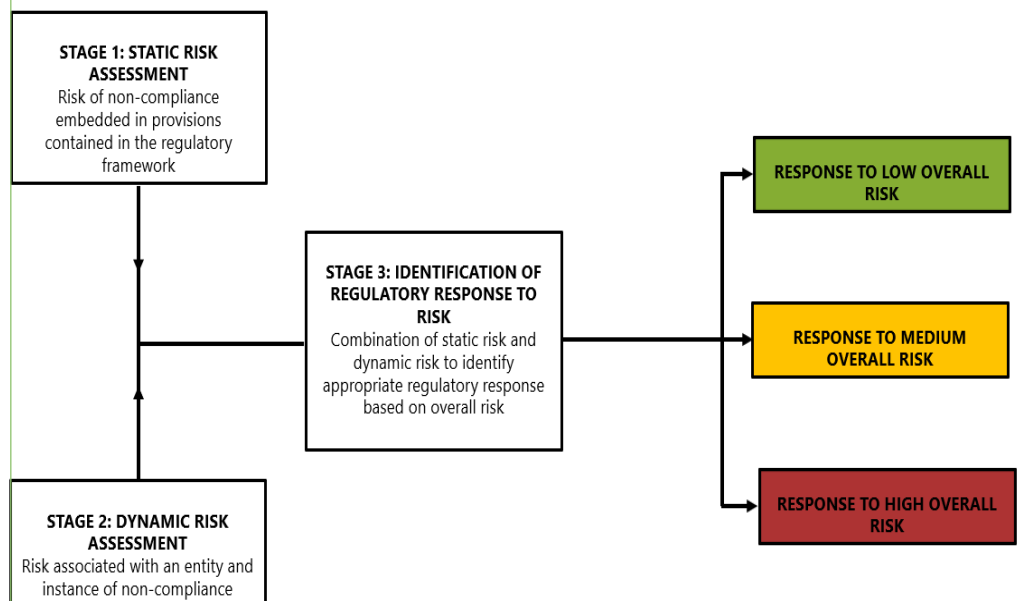 STAGE 1: STATIC RISK
ASSESSMENT
Risk of non-compliance
embedded in provisions
contained in the regulatory
framework
STAGE 3: IDENTIFICATION OF
REGULATORY RESPONSE TO
RISK
Combination of static risk and
dynamic risk to identify
appropriate regulatory response
based on overall risk
STAGE 2: DYNAMIC RISK
ASSESSMENT
Risk associated with an entity and
instance of non-compliance
RESPONSE TO LOW OVERALL
RISK
RESPONSE TO MEDIUM
OVERALL RISK
RESPONSE TO HIGH OVERALL
RISK